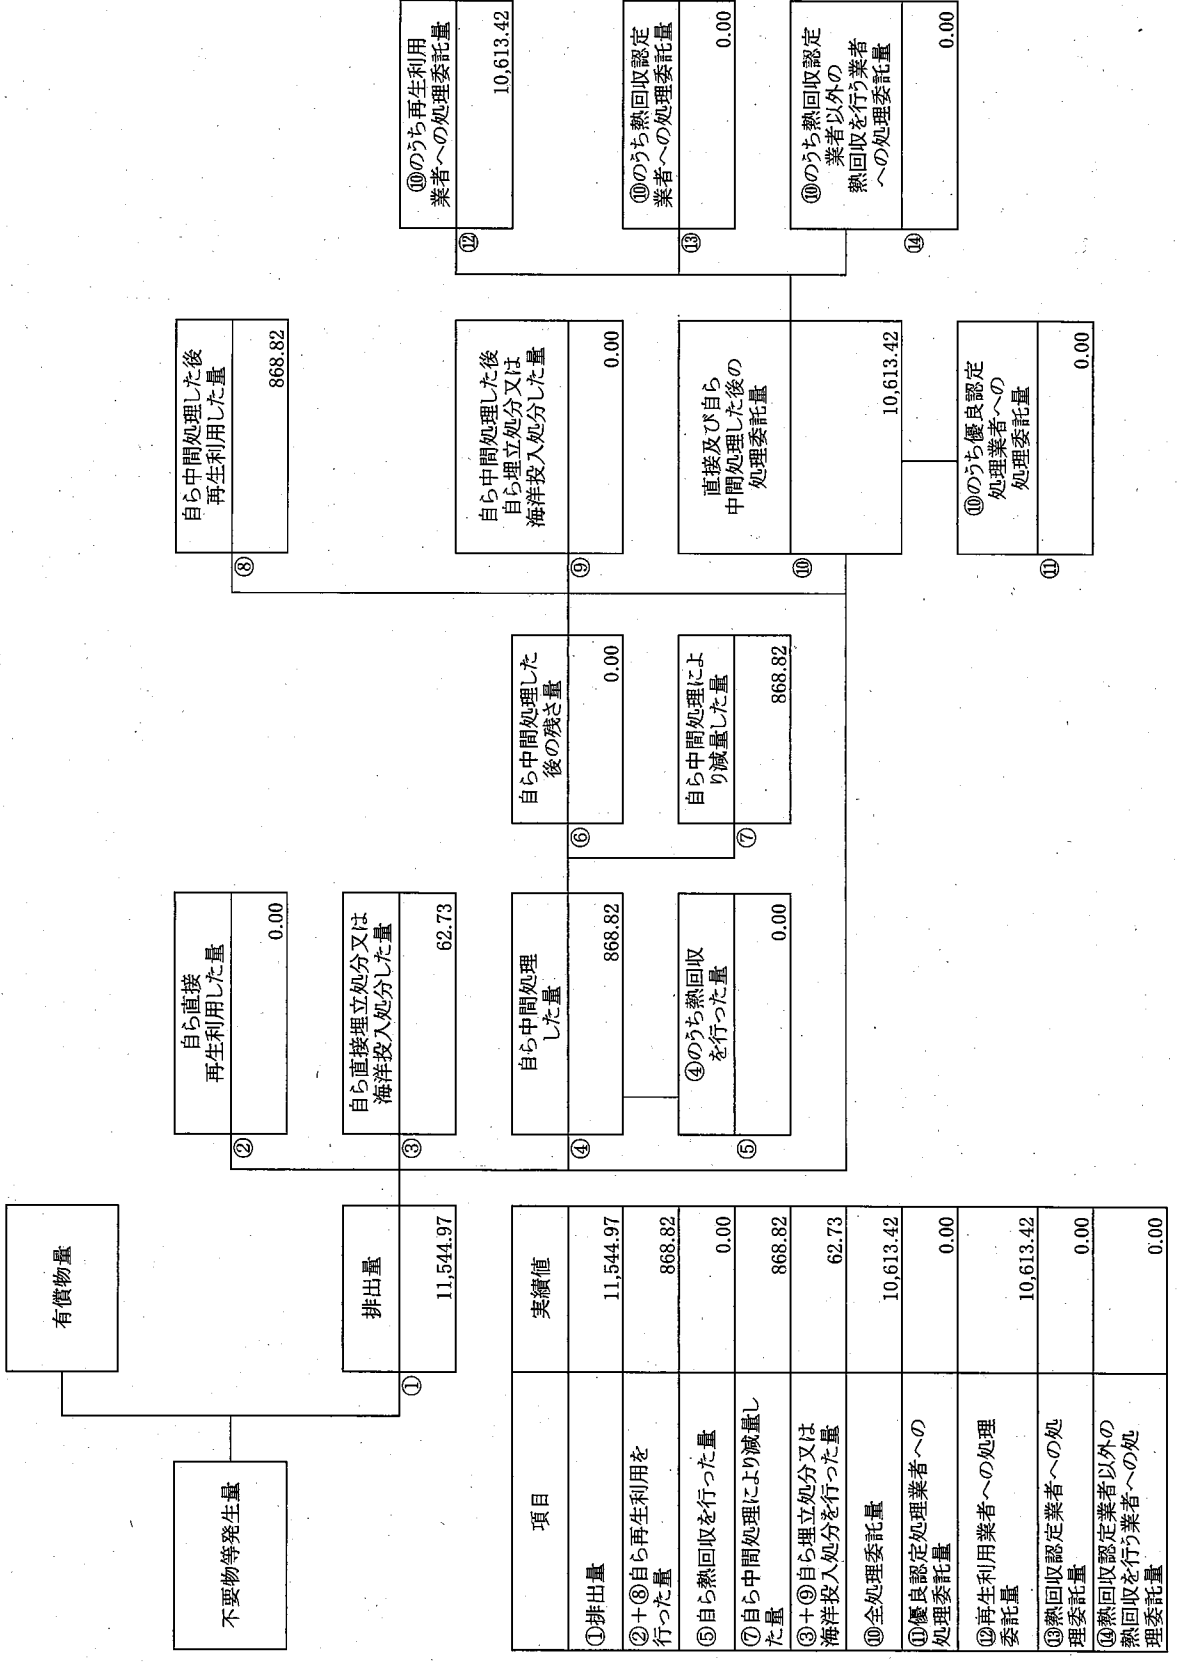 不要物等発生量
有償物量
①
排出量
11,544.97
②
自ら直接
再生利用した量
0.00
③
自ら直接埋立処分又は
海洋投入処分した量
62.73
④
自ら中間処理
した量
868.82
⑤
④のうち熱回収
を行った量
0.00
⑥
自ら中間処理した
後の残さ量
0.00
⑦
自ら中間処理によ
り減量した量
868.82
⑧
自ら中間処理した後
再生利用した量
868.82
⑨
自ら中間処理した後
自ら埋立処分又は
海洋投入処分した量
0.00
⑩
直接及び自ら
中間処理した後の
処理委託量
10,613.42
⑪
⑩のうち優良認定
処理業者への
処理委託量
0.00
⑫
⑩のうち再生利用
業者への処理委託量
10,613.42
⑬
⑩のうち熱回収認定
業者への処理委託量
0.00
⑭
⑩のうち熱回収認定
業者以外の
熱回収を行う業者
への処理委託量
0.00
項目 実績値
①排出量 11,544.97
②＋⑧自ら再生利用を
行った量 868.82
⑤自ら熱回収を行った量 0.00
⑦自ら中間処理により減量し
た量 868.82
③＋⑨自ら埋立処分又は
海洋投入処分を行った量 62.73
⑩全処理委託量 10,613.42
⑪優良認定処理業者への
処理委託量 0.00
⑫再生利用業者への処理
委託量 10,613.42
⑬熱回収認定業者への処
理委託量 0.00
⑭熱回収認定業者以外の
熱回収を行う業者への処
理委託量 0.00